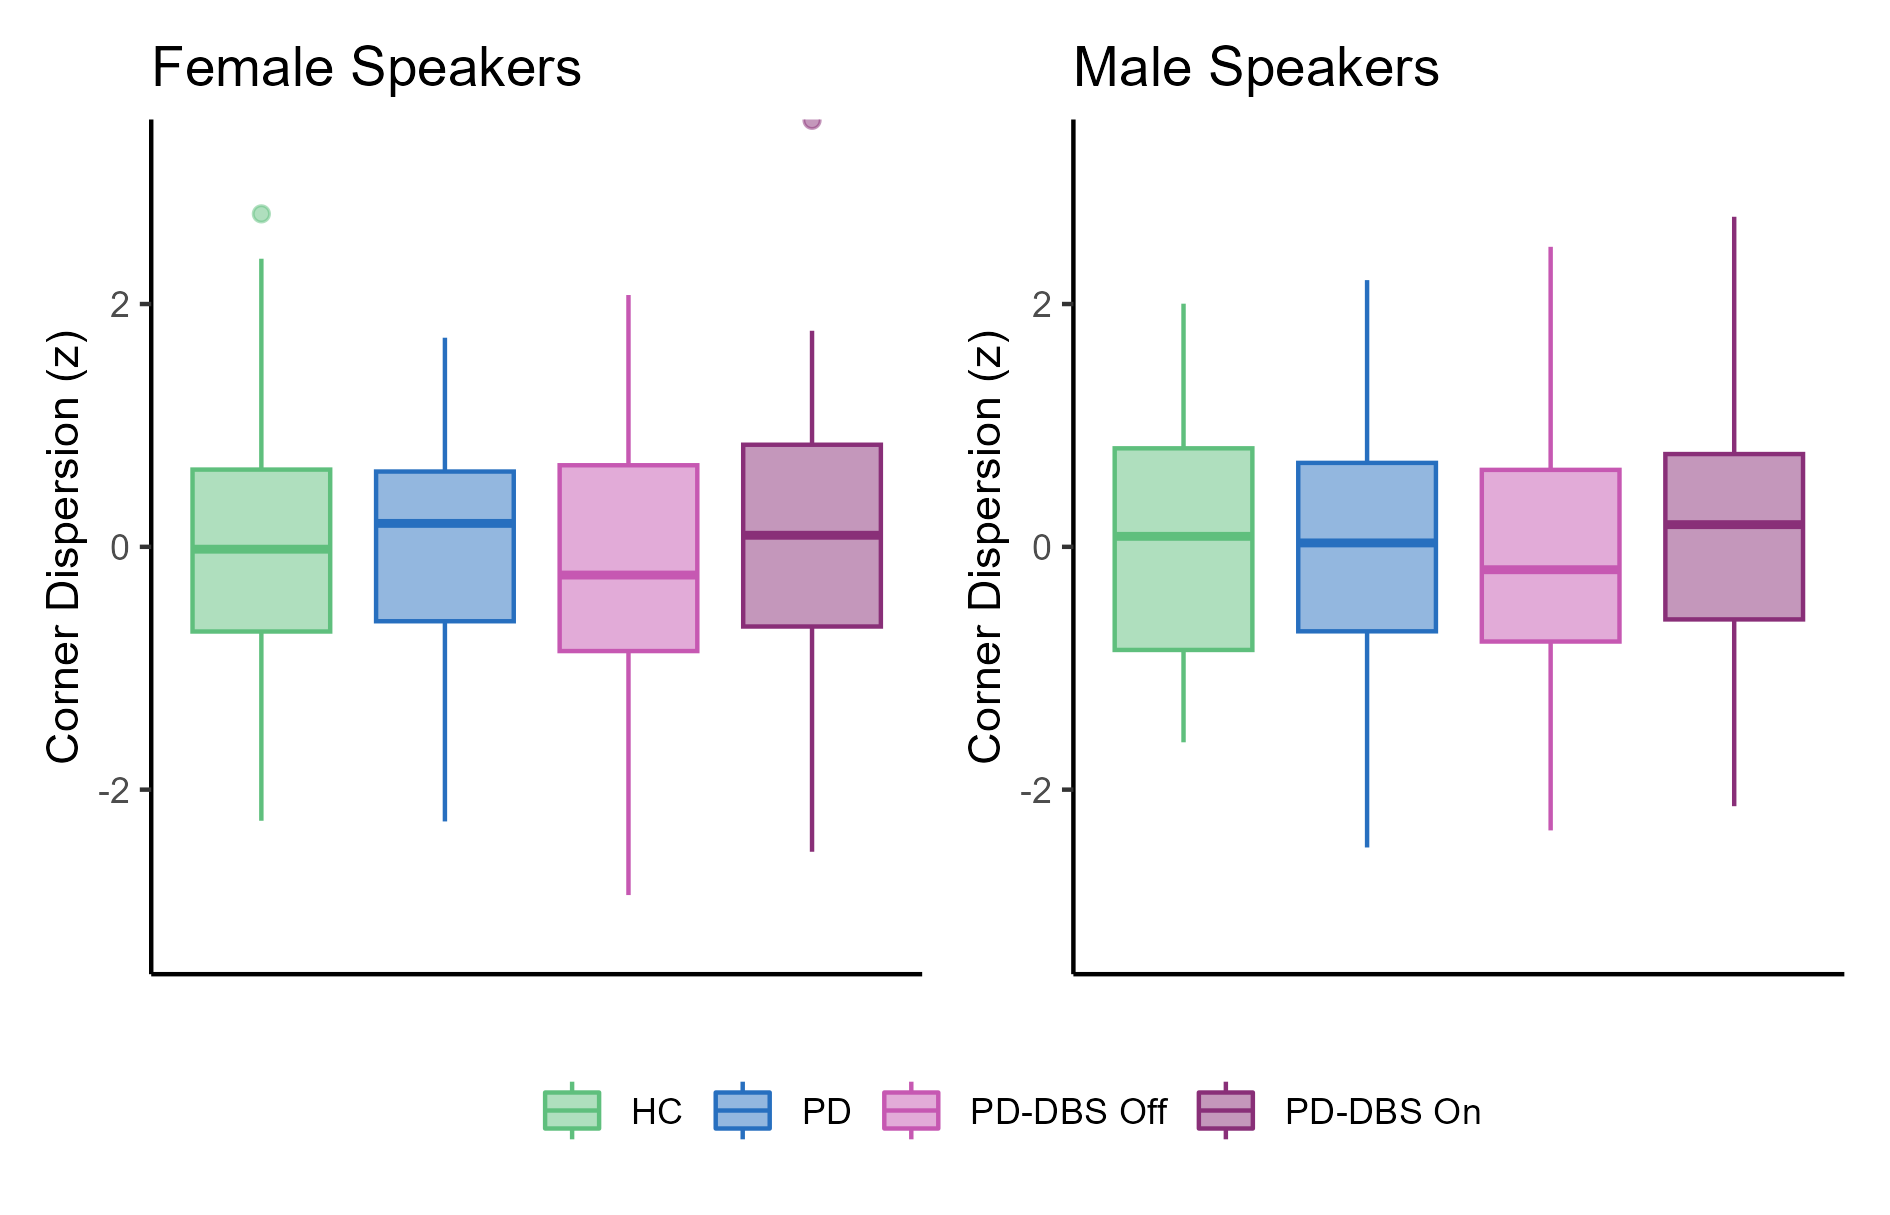 Female Speakers
Corner Dispersion (z)
2
0
-2
Male Speakers
Corner Dispersion (z)
2
0
-2
HC
PD
PD-DBS Off
PD-DBS On